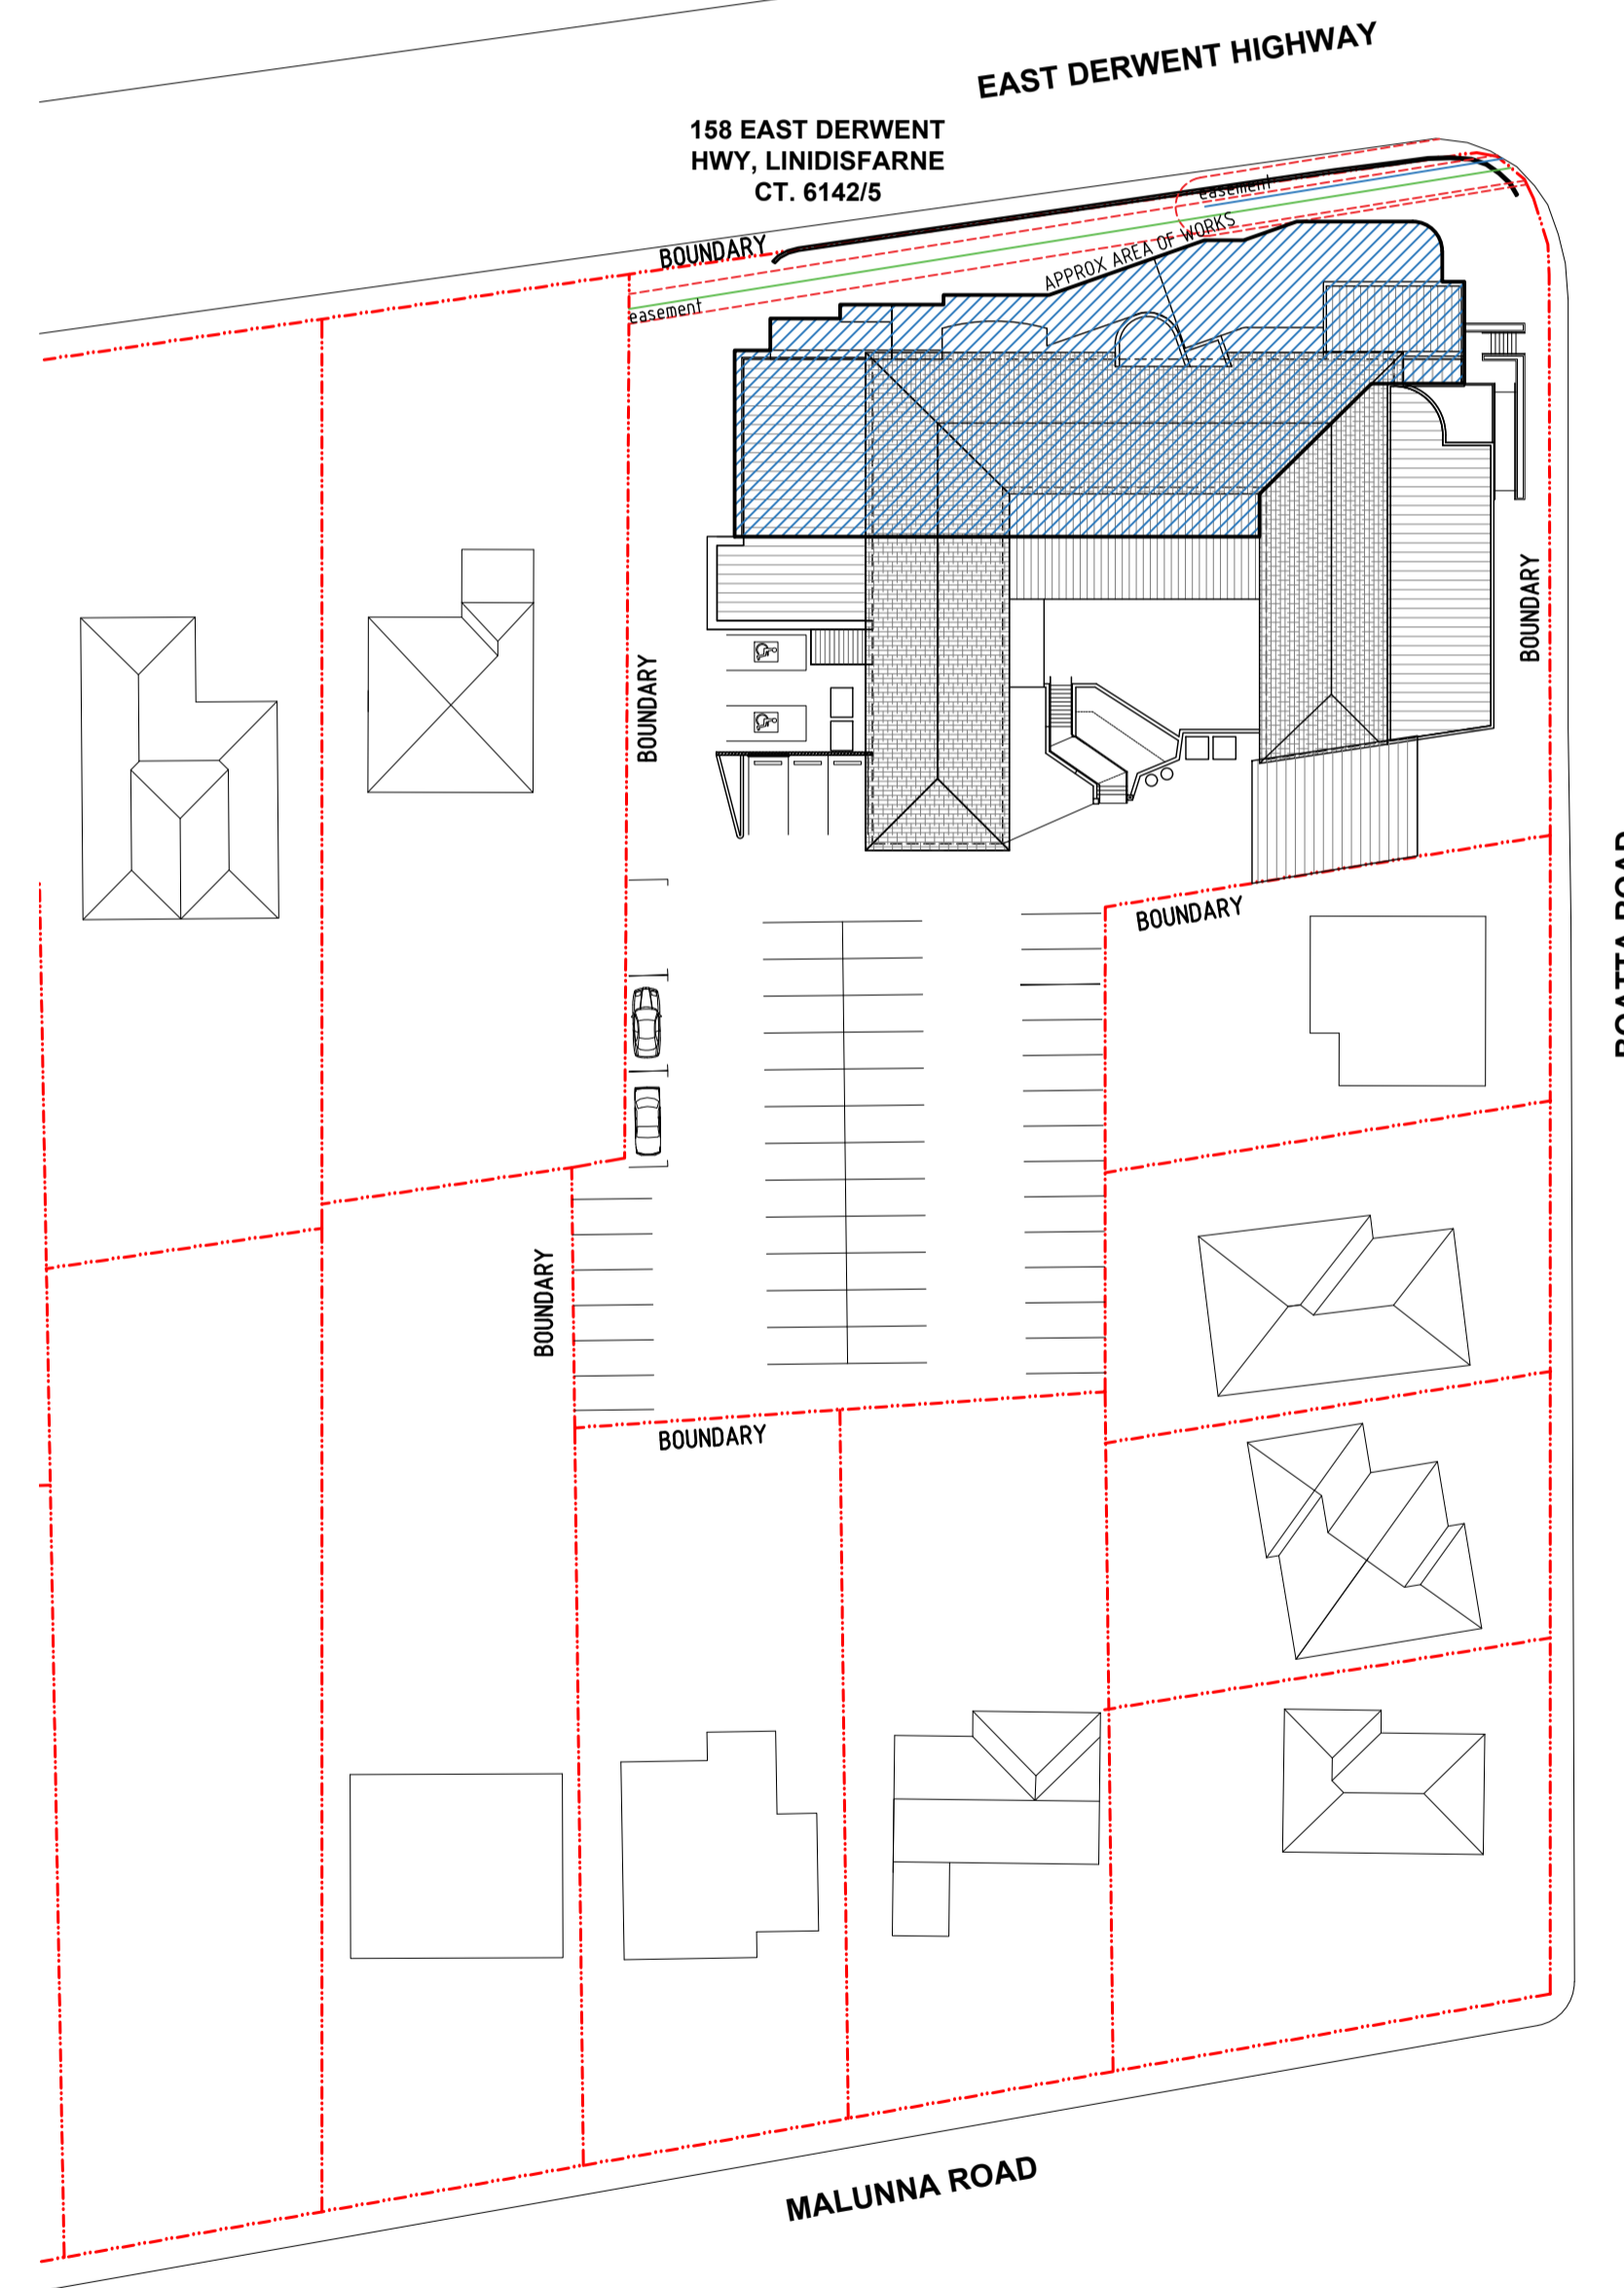 EAST DERWENT HIGHWAY
158 EAST DERWENT
HWY, LINIDISFARNE
CT. 6142/5
easement
BOUNDARY
APPROX AREA OF WORKS
easement
BOUNDARY
BOUNDARY
BOUNDARY
BOUNDARY
BOUNDARY
MALUNNA ROAD